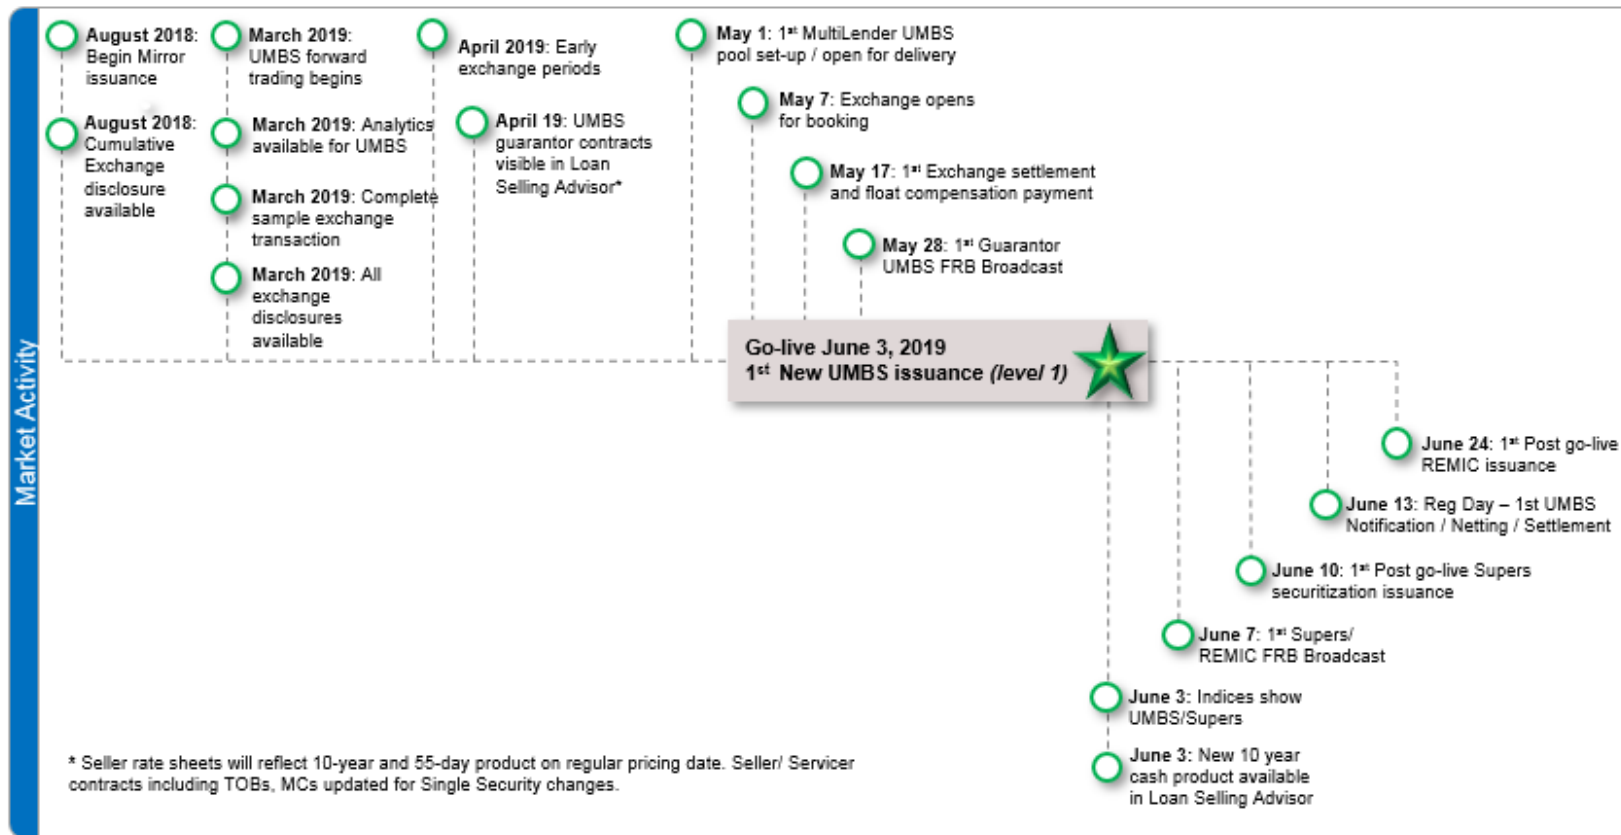 Market Activity
August 2018:
Begin Mirror
issuance
August 2018:
Cumulative
Exchange
disclosure
available
March 2019:
UMBS forward
trading begins
March 2019: Analytics
available for UMBS
March 2019: Complete
sample exchange
transaction
March 2019: All
exchange
disclosures
available
April 2019: Early
exchange periods
April 19: UMBS
guarantor contracts
visible in Loan
Selling Advisor*
May 1: 1st MultiLender UMBS
pool set-up / open for delivery
May 7: Exchange opens
for booking
May 17: 1st Exchange settlement
and float compensation payment
May 28: 1st Guarantor
UMBS FRB Broadcast
Go-live June 3, 2019
1st New UMBS issuance (level 1)
June 24: 1st Post go-live
REMIC issuance
June 13: Reg Day – 1st UMBS
Notification / Netting / Settlement
June 10: 1st Post go-live Supers
securitization issuance
June 7: 1st Supers/
REMIC FRB Broadcast
June 3: Indices show
UMBS/Supers
June 3: New 10 year
cash product available
in Loan Selling Advisor
* Seller rate sheets will reflect 10-year and 55-day product on regular pricing date. Seller/ Servicer
contracts including TOBs, MCs updated for Single Security changes.